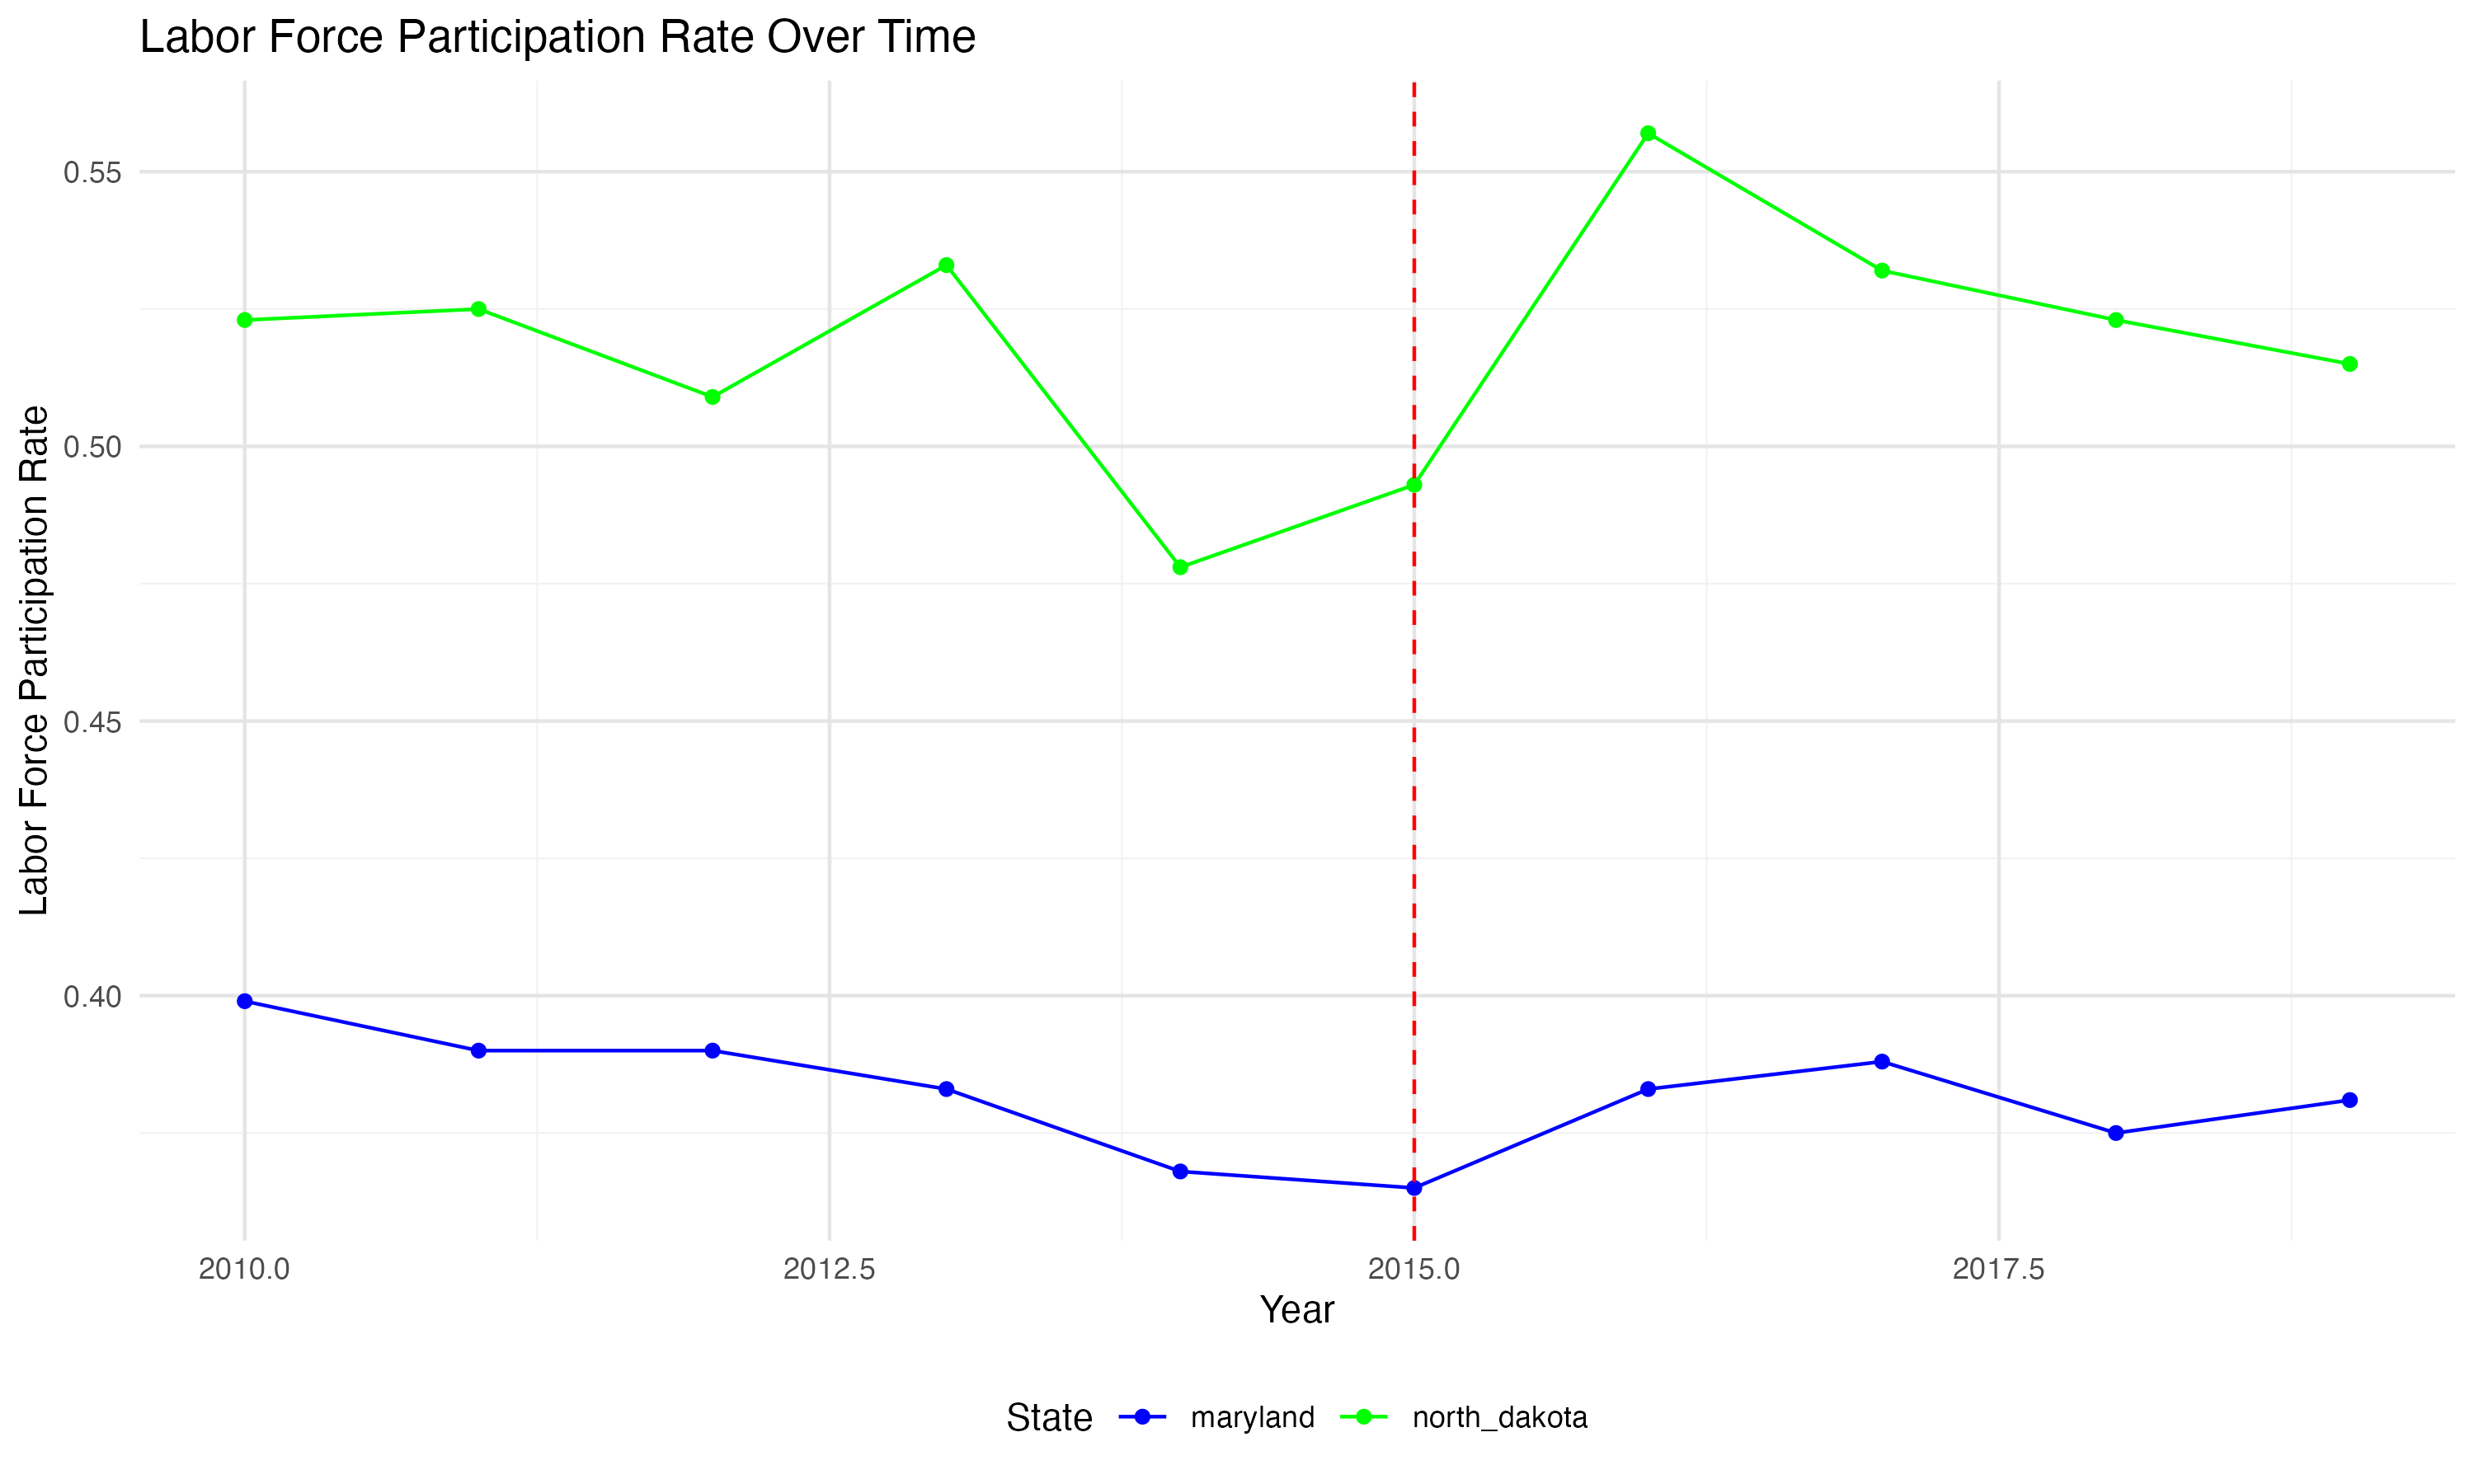 Labor Force Participation Rate Over Time
Labor Force Participation Rate
0.55
0.50
0.45
0.40
2010.0 2012.5 2015.0 2017.5
Year
State maryland north_dakota